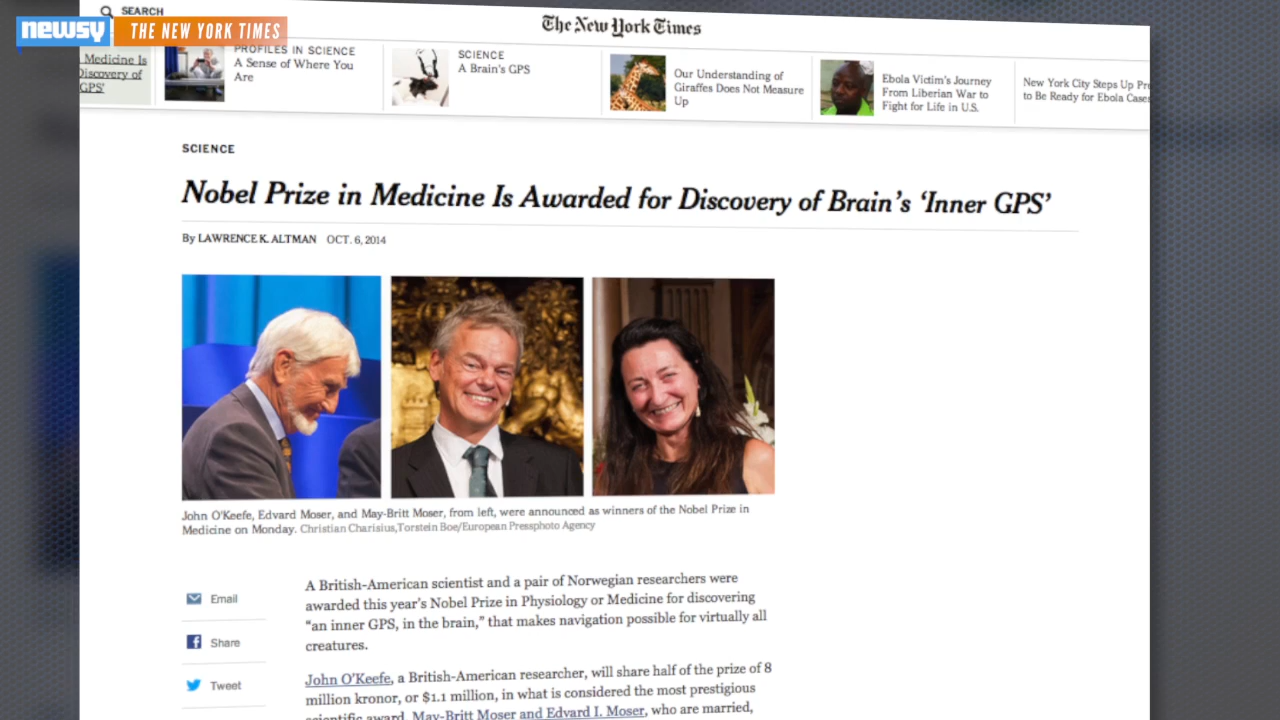 SEARCH
newsy THE NEW YORK TIMES
The New York Times
Medicine Is
Discovery of
GPS'
PROFILES IN SCIENCE
A Sense of Where You
Are
SCIENCE
A Brain's GPS
Our Understanding of
Giraffes Does Not Measure
Up
Ebola Victim's Journey
From Liberian War to
Fight for Life in U.S.
New York City Steps Up
to Be Ready for Ebola Cases
SCIENCE
Nobel Prize in Medicine Is Awarded for Discovery of Brain's 'Inner GPS'
By LAWRENCE K. ALTMAN OCT. 6, 2014
John O'Keefe, Edvard Moser, and May-Britt Moser, from left, were announced as winners of the Nobel Prize in
Medicine on Monday. Christian Charisius,Torstein Boe/European Pressphoto Agency
Email
Share
Tweet
A British-American scientist and a pair of Norwegian researchers were
awarded this year's Nobel Prize in Physiology or Medicine for discovering
"an inner GPS, in the brain," that makes navigation possible for virtually all
creatures.
John O'Keefe, a British-American researcher, will share half of the prize of 8
million kronor, or $1.1 million, in what is considered the most prestigious
scientific award. May-Britt Moser and Edvard I. Moser, who are married,